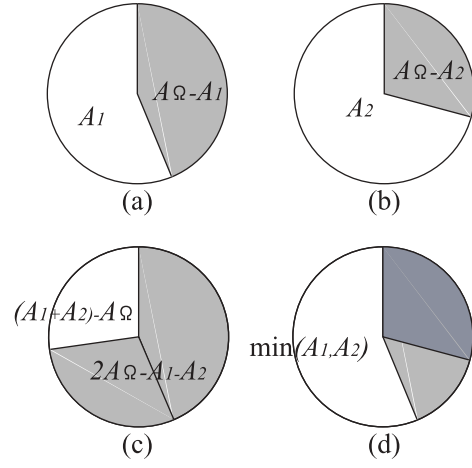 A1
AΩ-A1
(a)
A2
AΩ-A2
(b)
(A1+A2)-AΩ
2AΩ-A1-A2
(c)
min(A1,A2)
(d)